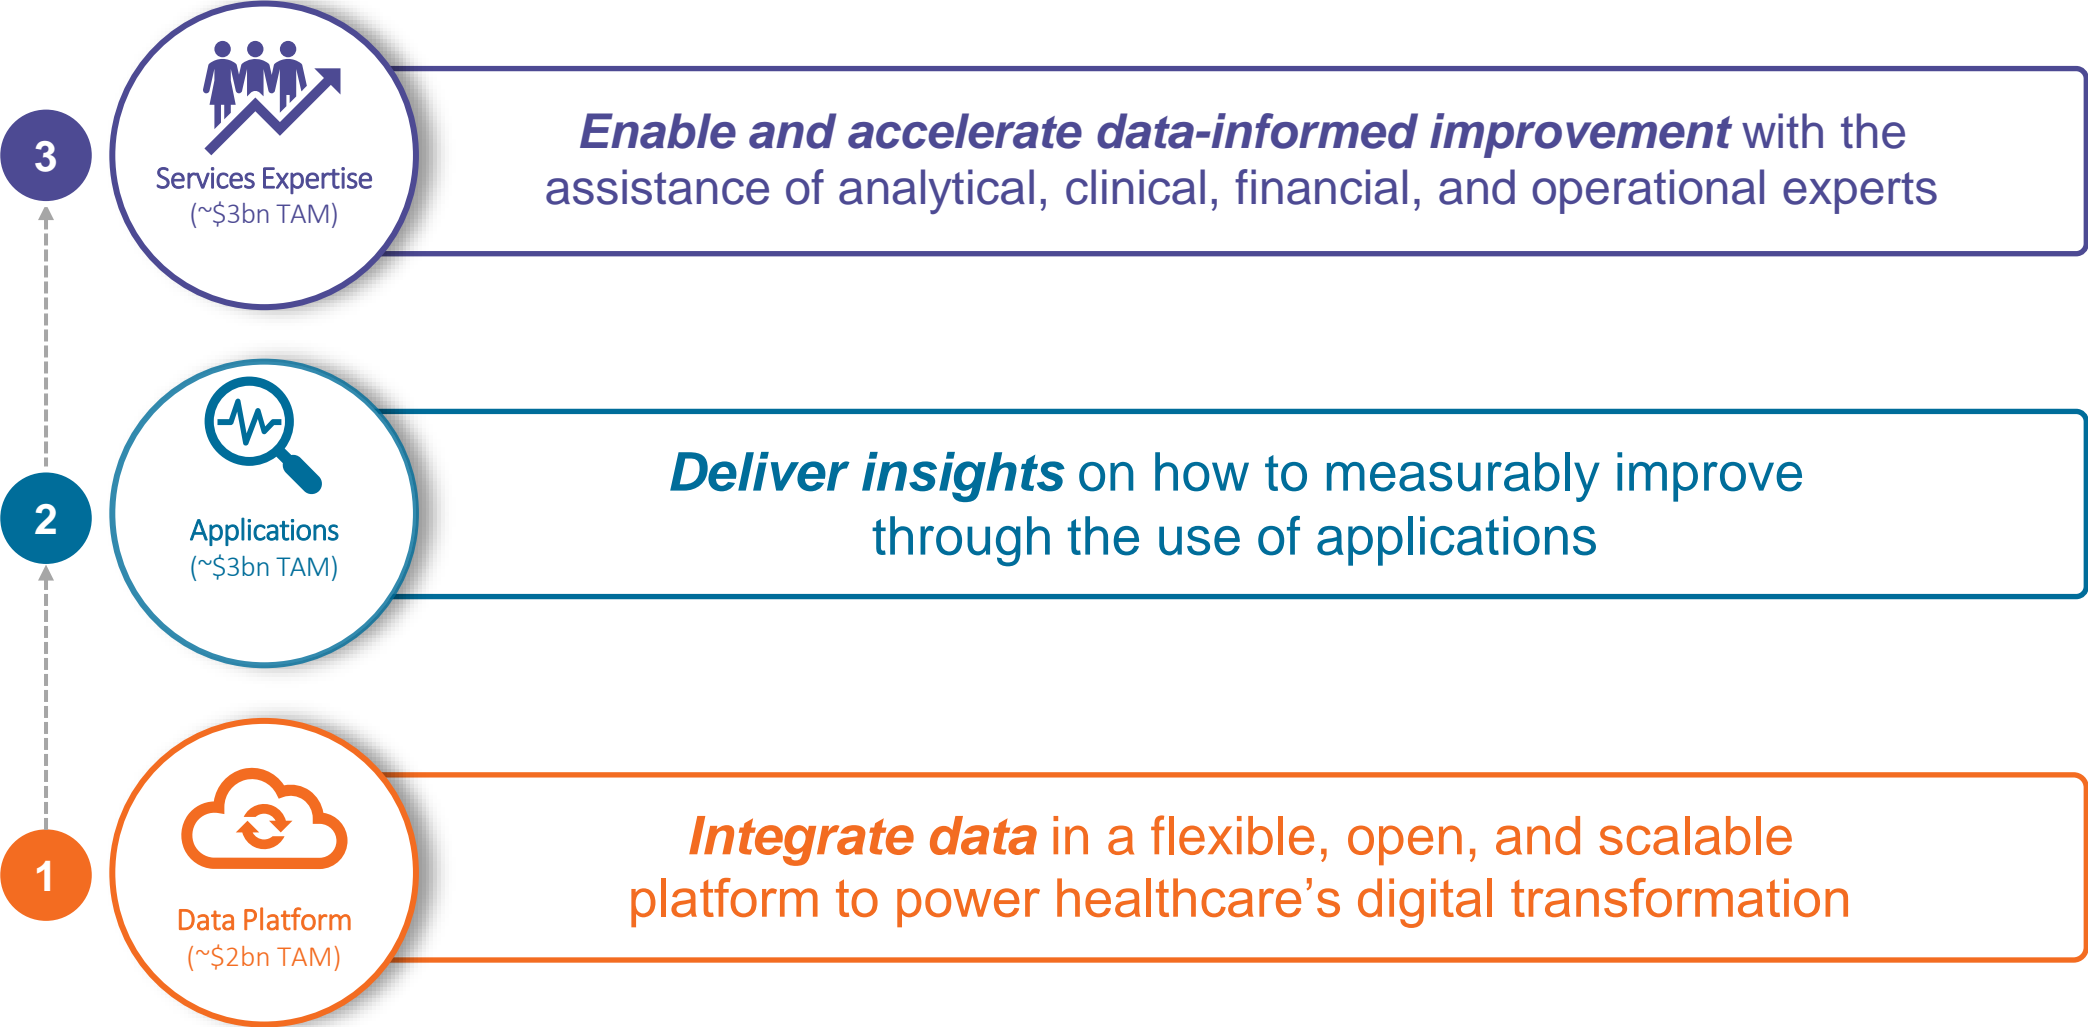 3
Services Expertise
(~$3bn TAM)
Enable and accelerate data-informed improvement with the
assistance of analytical, clinical, financial, and operational experts
2
Applications
(~$3bn TAM)
Deliver insights on how to measurably improve
through the use of applications
1
Data Platform
(~$2bn TAM)
Integrate data in a flexible, open, and scalable
platform to power healthcare’s digital transformation